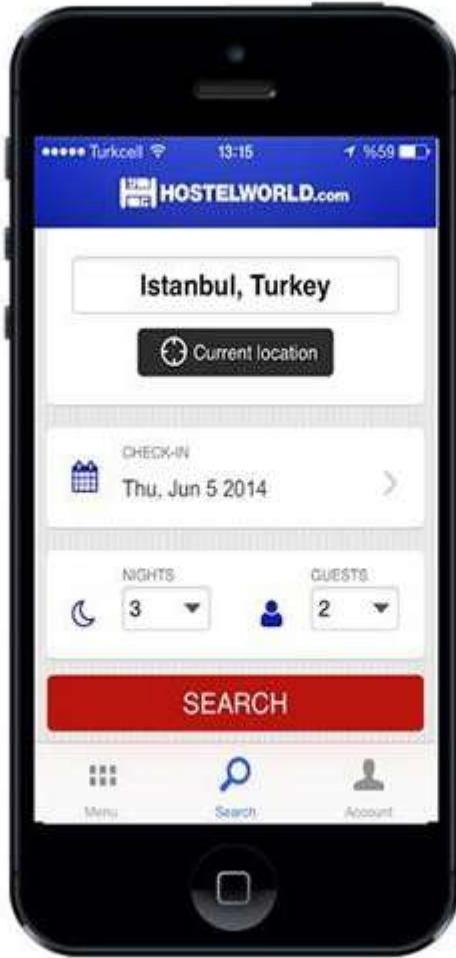 Turkcell 13:15 %59
HOSTELWORLD.com
Istanbul, Turkey
Current location
CHECK-IN
Thu, Jun 5 2014
NIGHTS GUESTS
3 2
SEARCH
Menu Search Account